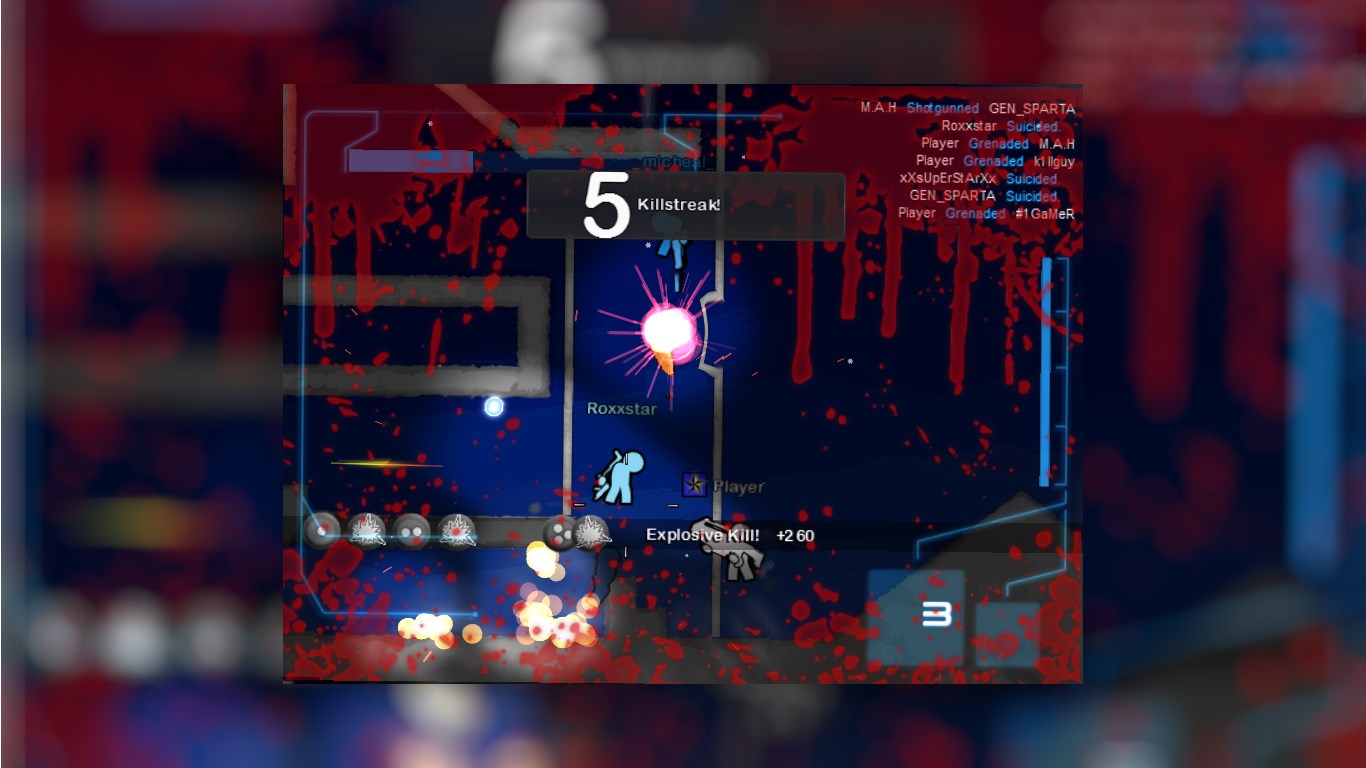 M.A.H Shotgunned GEN_SPARTA
Roxxstar Suicided.
Player Grenaded M.A.H
micheal
Player Grenaded killguy
xXsUpErStArXx Suicided.
GEN_SPARTA Suicided.
5 Killstreak!
Player Grenaded #1GaMeR
Roxxstar
Player
Explosive Kill! +260
3